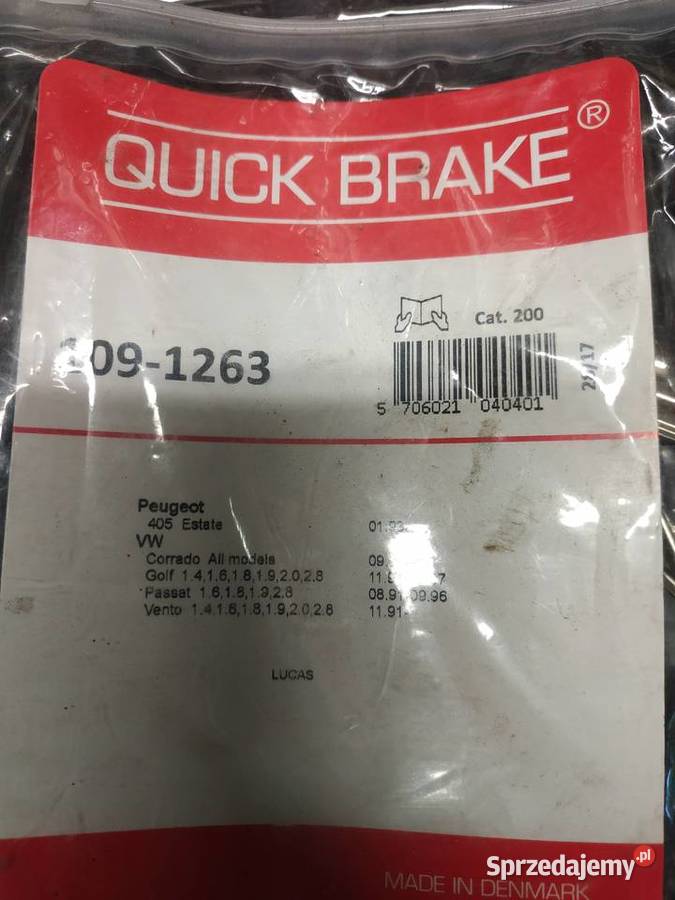 QUICK BRAKE®
Cat. 200
109-1263
5 706021 040401
Peugeot
405 Estate 01.93
VW
Corrado All models 09.
Golf 1.4,1.6,1.8,1.9,2.0,2.8 11.
Passat 1.6,1.8,1.9,2.8 08.91-09.96
Vento 1.4,1.6,1.8,1.9,2.0,2.8 11.91-
LUCAS
MADE IN DENMARK
Sprzedajemy.pl